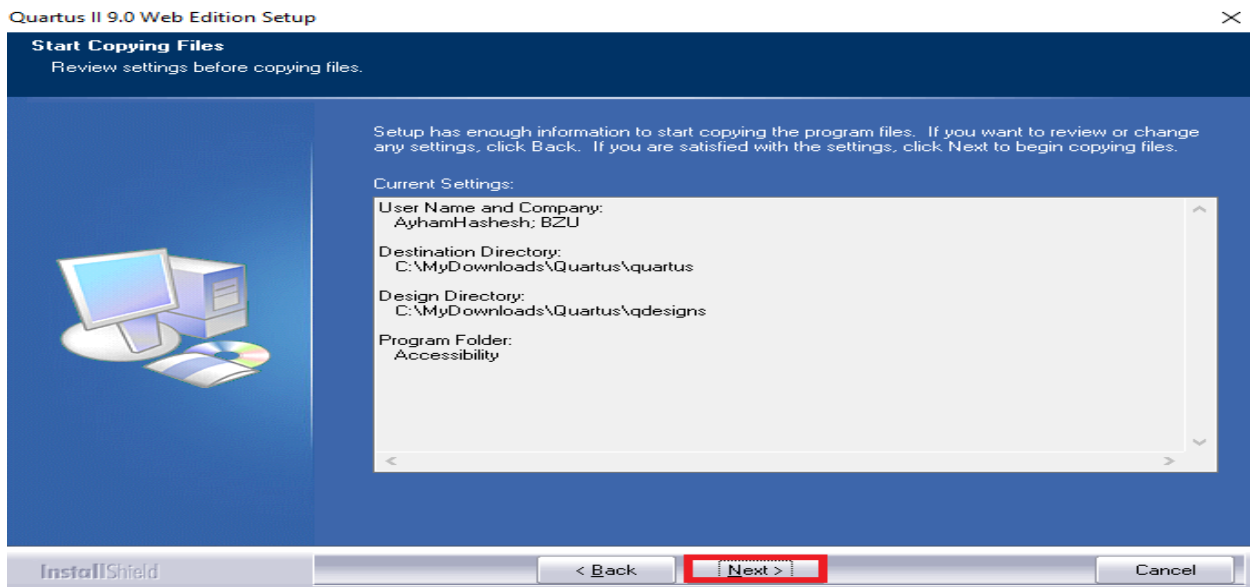 Quartus II 9.0 Web Edition Setup
Start Copying Files
Review settings before copying files.
Setup has enough information to start copying the program files. If you want to review or change
any settings, click Back. If you are satisfied with the settings, click Next to begin copying files.
Current Settings:
User Name and Company:
AyhamHashesh; BZU
Destination Directory:
C:\MyDownloads\Quartus\quartus
Design Directory:
C:\MyDownloads\Quartus\qdesigns
Program Folder:
Accessibility
InstallShield
< Back
Next >
Cancel